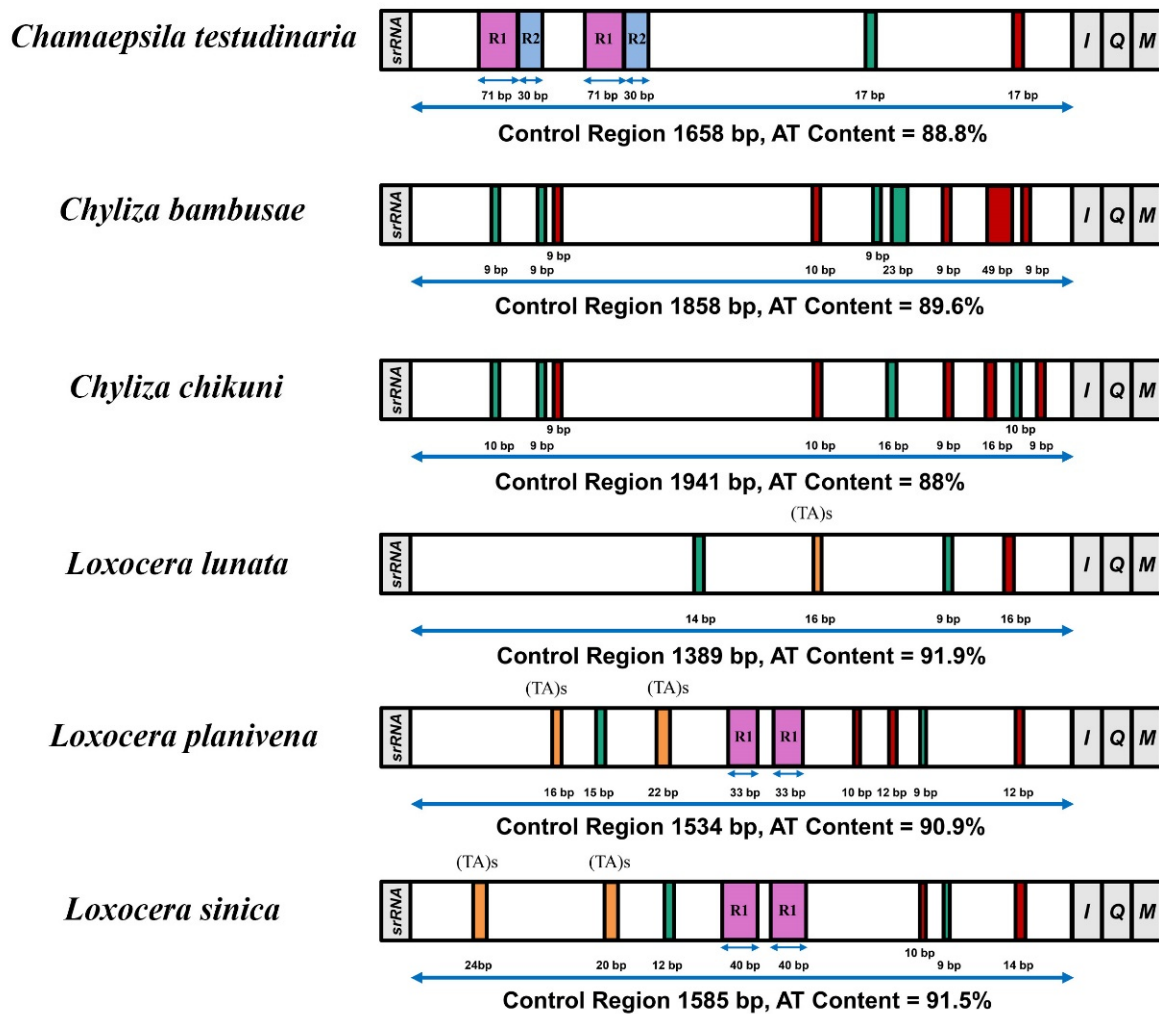 Chamaepsila testudinaria
srRNA R1 R2 R1 R2 I Q M
71 bp 30 bp 71 bp 30 bp 17 bp 17 bp
Control Region 1658 bp, AT Content = 88.8%
Chyliza bambusae
srRNA I Q M
9 bp 9 bp
9 bp 9 bp 10 bp 23 bp 9 bp 49 bp 9 bp
Control Region 1858 bp, AT Content = 89.6%
Chyliza chikuni
srRNA I Q M
9 bp 10 bp
10 bp 9 bp 10 bp 16 bp 9 bp 16 bp 9 bp
Control Region 1941 bp, AT Content = 88%
(TA)s
Loxocera lunata
srRNA I Q M
14 bp 16 bp 9 bp 16 bp
Control Region 1389 bp, AT Content = 91.9%
(TA)s (TA)s
Loxocera planivena
srRNA R1 R1 I Q M
16 bp 15 bp 22 bp 33 bp 33 bp 10 bp 12 bp 9 bp 12 bp
Control Region 1534 bp, AT Content = 90.9%
(TA)s (TA)s
Loxocera sinica
srRNA R1 R1 I Q M
10 bp
24bp 20 bp 12 bp 40 bp 40 bp 9 bp 14 bp
Control Region 1585 bp, AT Content = 91.5%